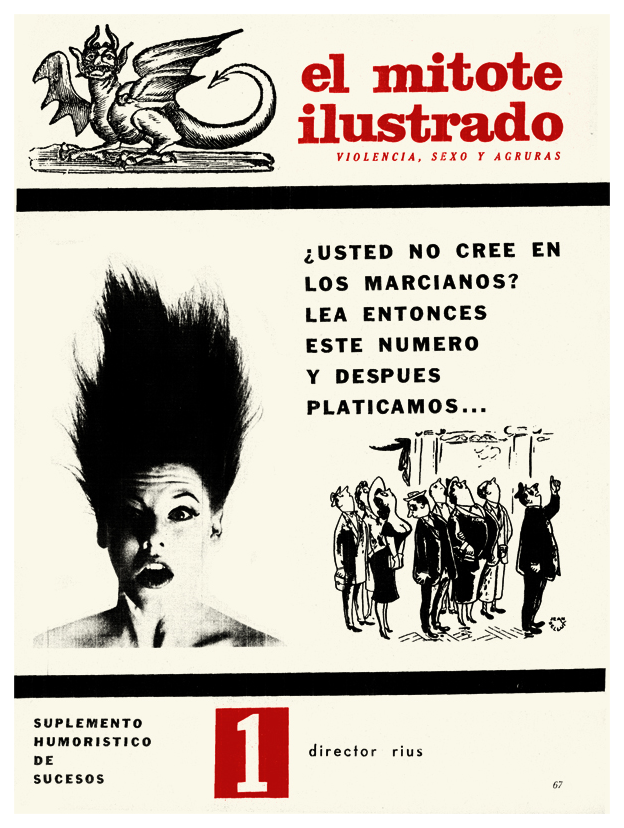 el mitote
ilustrado
VIOLENCIA, SEXO Y AGRURAS
¿USTED NO CREE EN
LOS MARCIANOS?
LEA ENTONCES
ESTE NUMERO
Y DESPUES
PLATICAMOS...
SUPLEMENTO
HUMORISTICO
DE
SUCESOS
1
director rius
67